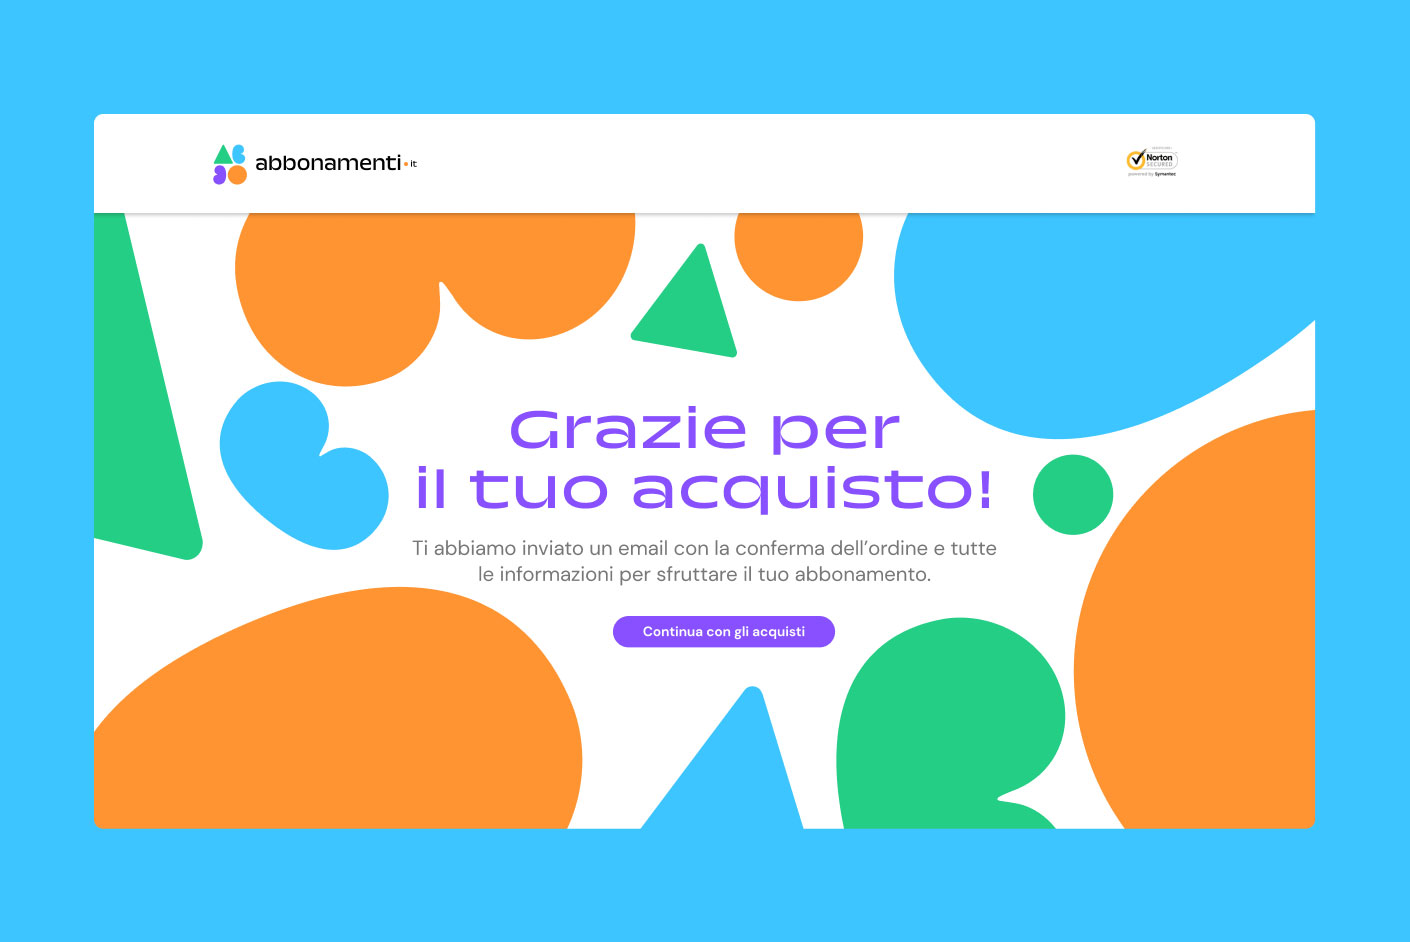 abbonamenti.it
Norton
SECURED
powered by Symantec
Grazie per
il tuo acquisto!
Ti abbiamo inviato un email con la conferma dell’ordine e tutte
le informazioni per sfruttare il tuo abbonamento.
Continua con gli acquisti